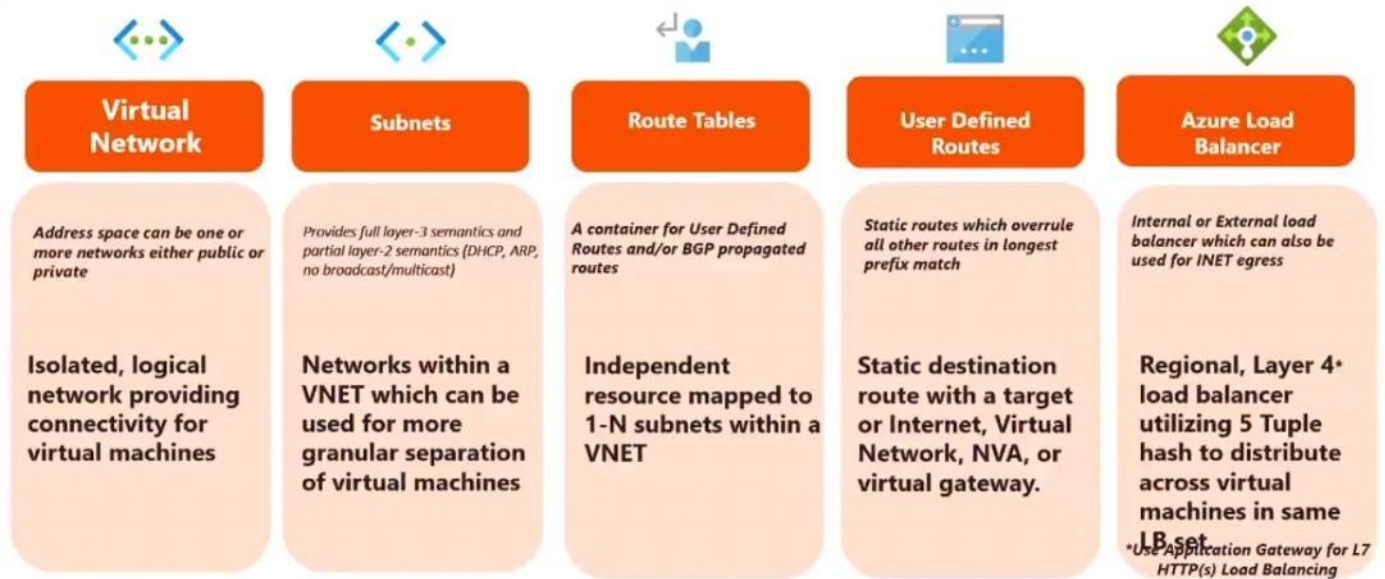 Virtual
Network
Address space can be one or
more networks either public or
private
Isolated, logical
network providing
connectivity for
virtual machines
Subnets
Provides full layer-3 semantics and
partial layer-2 semantics (DHCP, ARP,
no broadcast/multicast)
Networks within a
VNET which can be
used for more
granular separation
of virtual machines
Route Tables
A container for User Defined
Routes and/or BGP propagated
routes
Independent
resource mapped to
1-N subnets within a
VNET
User Defined
Routes
Static routes which overrule
all other routes in longest
prefix match
Static destination
route with a target
or Internet, Virtual
Network, NVA, or
virtual gateway.
Azure Load
Balancer
Internal or External load
balancer which can also be
used for INET egress
Regional, Layer 4*
load balancer
utilizing 5 Tuple
hash to distribute
across virtual
machines in same
LB set.
*Use Application Gateway for L7
HTTP(s) Load Balancing